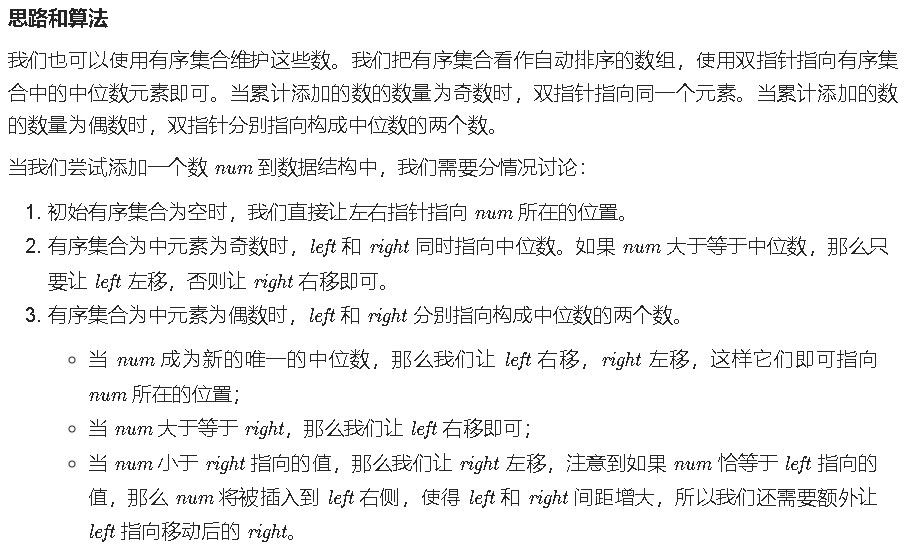 思路和算法
我们也可以使用有序集合维护这些数。我们把有序集合看作自动排序的数组，使用双指针指向有序集
合中的中位数元素即可。当累计添加的数的数量为奇数时，双指针指向同一个元素。当累计添加的数
的数量为偶数时，双指针分别指向构成中位数的两个数。
当我们尝试添加一个数 num 到数据结构中，我们需要分情况讨论：
1. 初始有序集合为空时，我们直接让左右指针指向 num 所在的位置。
2. 有序集合为中元素为奇数时，left 和 right 同时指向中位数。如果 num 大于等于中位数，那么只
要让 left 左移，否则让 right 右移即可。
3. 有序集合为中元素为偶数时，left 和 right 分别指向构成中位数的两个数。
◦ 当 num 成为新的唯一的中位数，那么我们让 left 右移，right 左移，这样它们即可指向
num 所在的位置；
◦ 当 num 大于等于 right，那么我们让 left 右移即可；
◦ 当 num 小于 right 指向的值，那么我们让 right 左移，注意到如果 num 恰等于 left 指向的
值，那么 num 将被插入到 left 右侧，使得 left 和 right 间距增大，所以我们还需要额外让
left 指向移动后的 right。